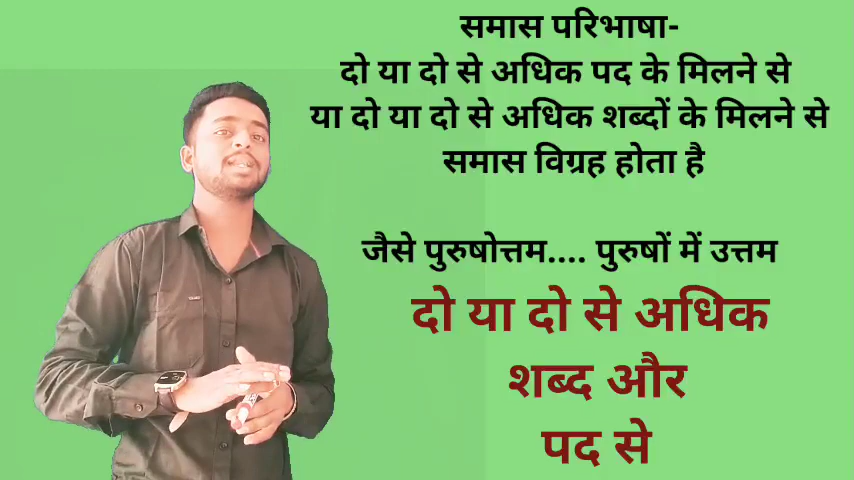 समास परिभाषा-
दो या दो से अधिक पद के मिलने से
या दो या दो से अधिक शब्दों के मिलने से
समास विग्रह होता है
जैसे पुरुषोत्तम.... पुरुषों में उत्तम
दो या दो से अधिक
शब्द और
पद से